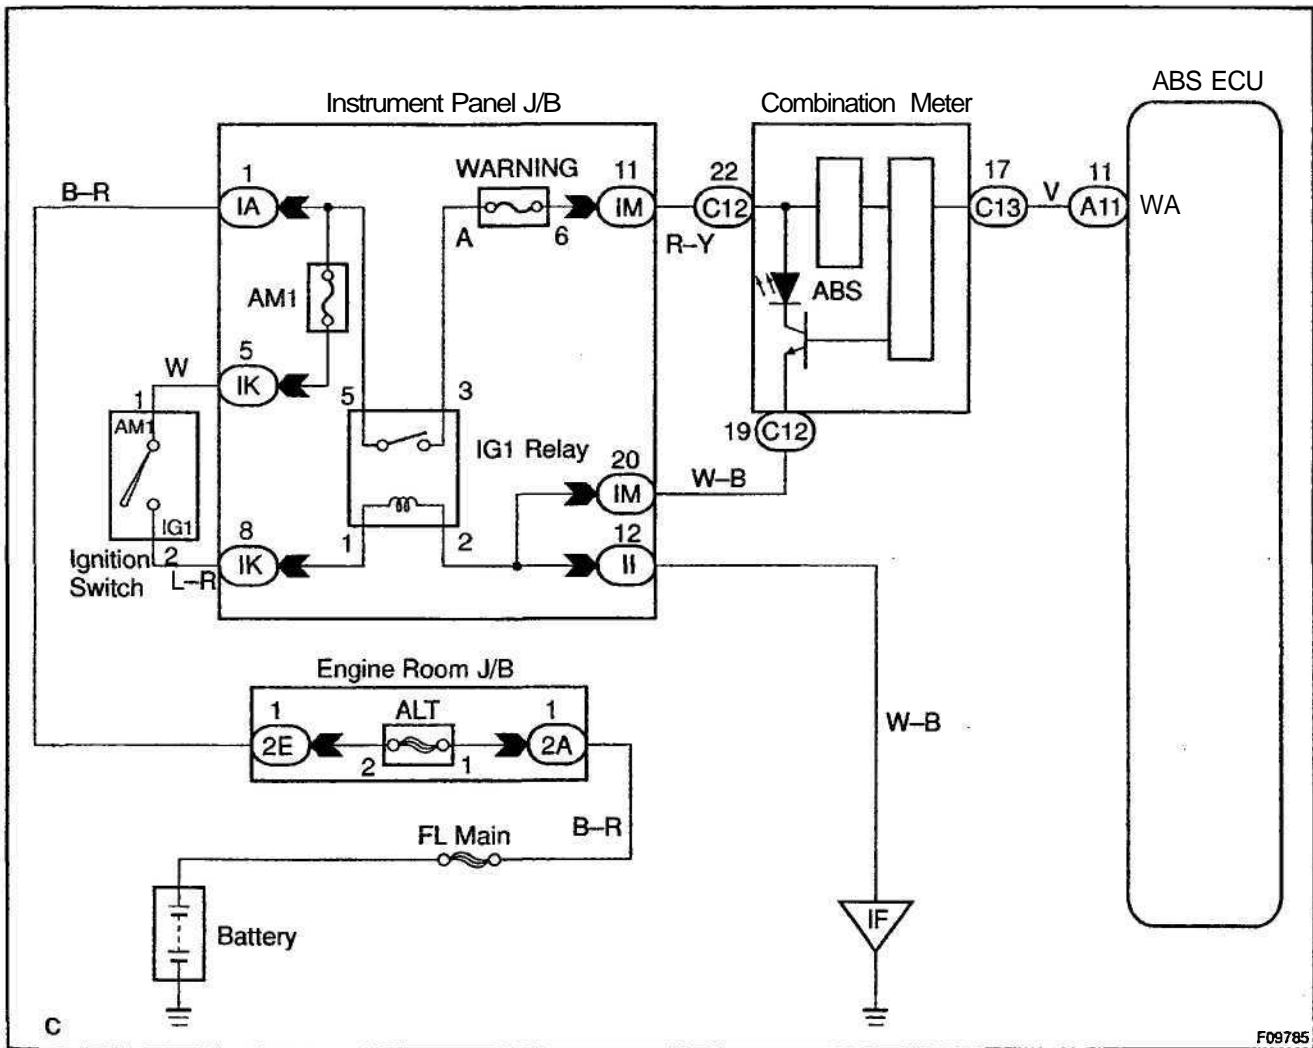 ABS ECU
Instrument Panel J/B
Combination Meter
1
WARNING
11
22
17
11
B–R
IA
IM
C12
C13
V
A11
WA
A
6
R–Y
AM1
ABS
5
W
IK
5
3
1
AM1
19
C12
IG1 Relay
20
IM
W–B
IG1
8
1
2
12
Ignition
2
IK
II
Switch
L–R
Engine Room J/B
1
ALT
1
W–B
2E
2A
2
1
B–R
FL Main
IF
Battery
C
F09785